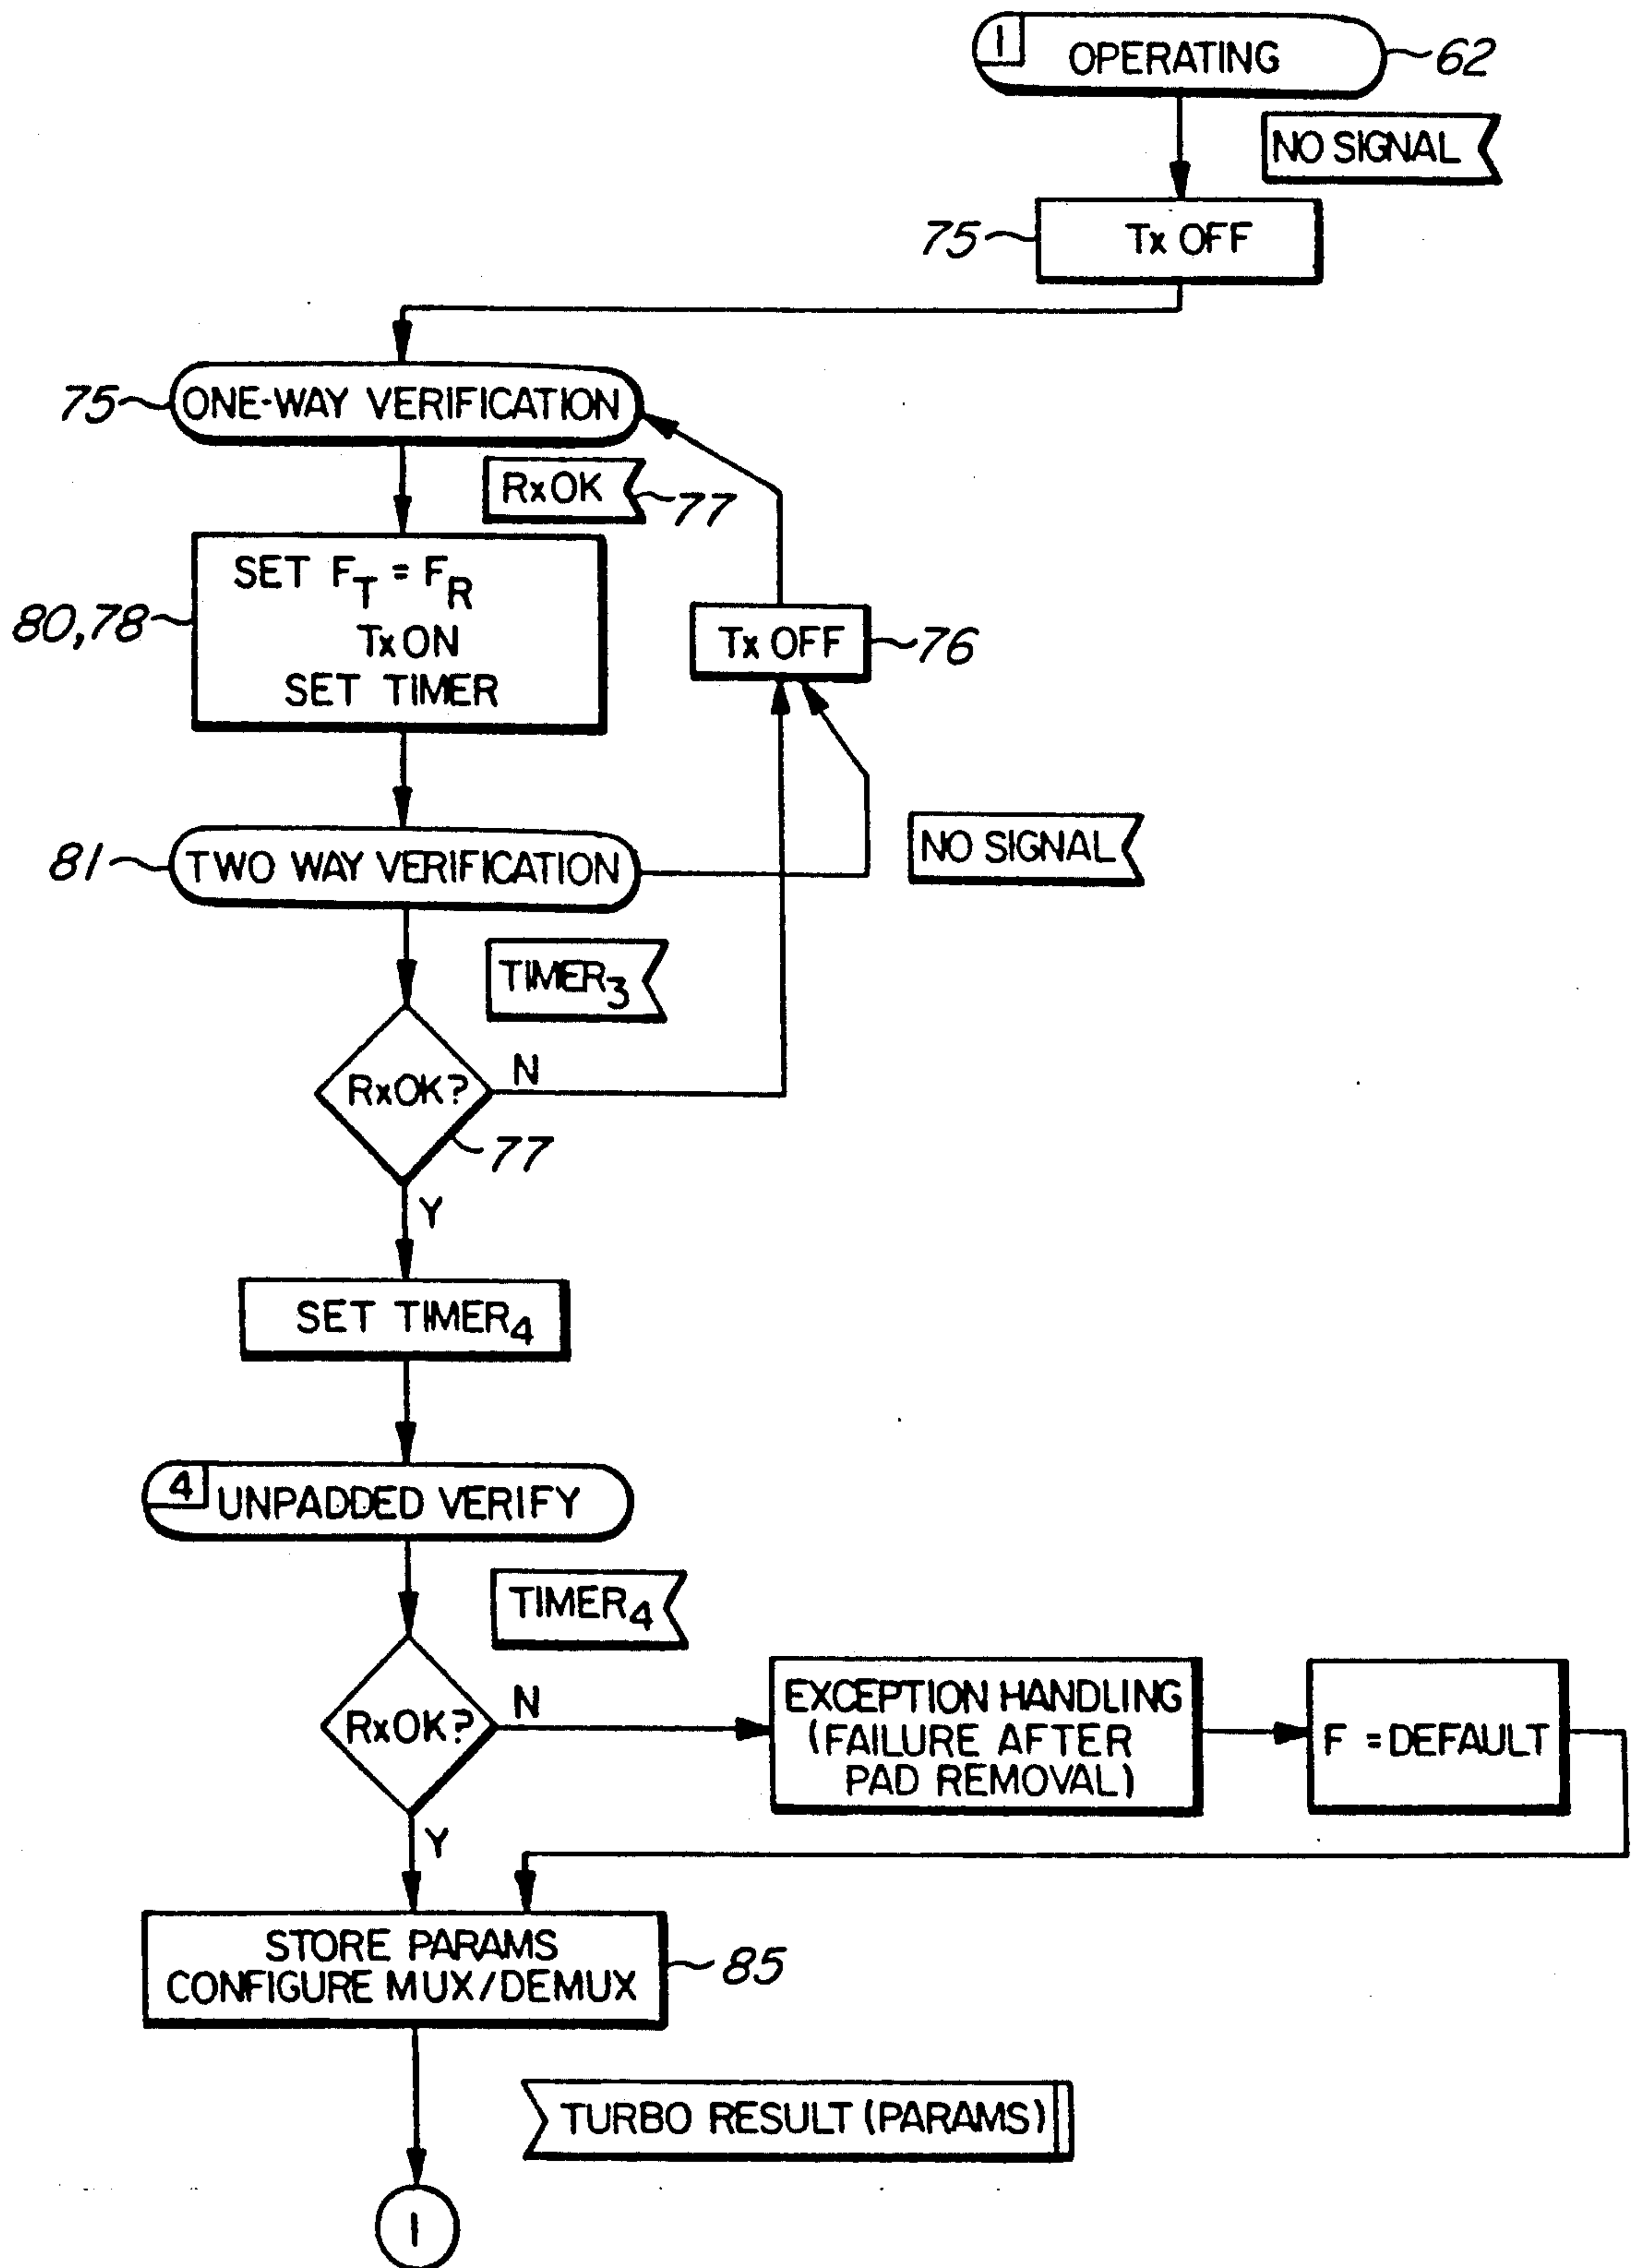 1 OPERATING
62
NO SIGNAL
75
Tx OFF
75
ONE-WAY VERIFICATION
RxOK
77
80,78
SET FT = FR
TxON
SET TIMER
Tx OFF
76
81
TWO WAY VERIFICATION
NO SIGNAL
TIMER3
RxOK?
N
77
Y
SET TIMER4
4 UNPADDED VERIFY
TIMER4
RxOK?
N
EXCEPTION HANDLING
(FAILURE AFTER
PAD REMOVAL)
F = DEFAULT
Y
STORE PARAMS
CONFIGURE MUX/DEMUX
85
TURBO RESULT (PARAMS)
1